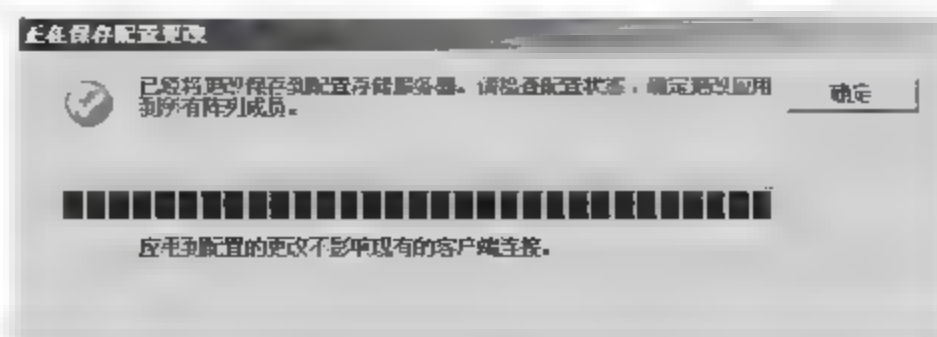 正在保存配置更改
已经将更改保存到配置存储服务器。请检查配置状态，确定更改应用
到所有阵列成员。
确定
应用到配置的更改不影响现有的客户端连接。